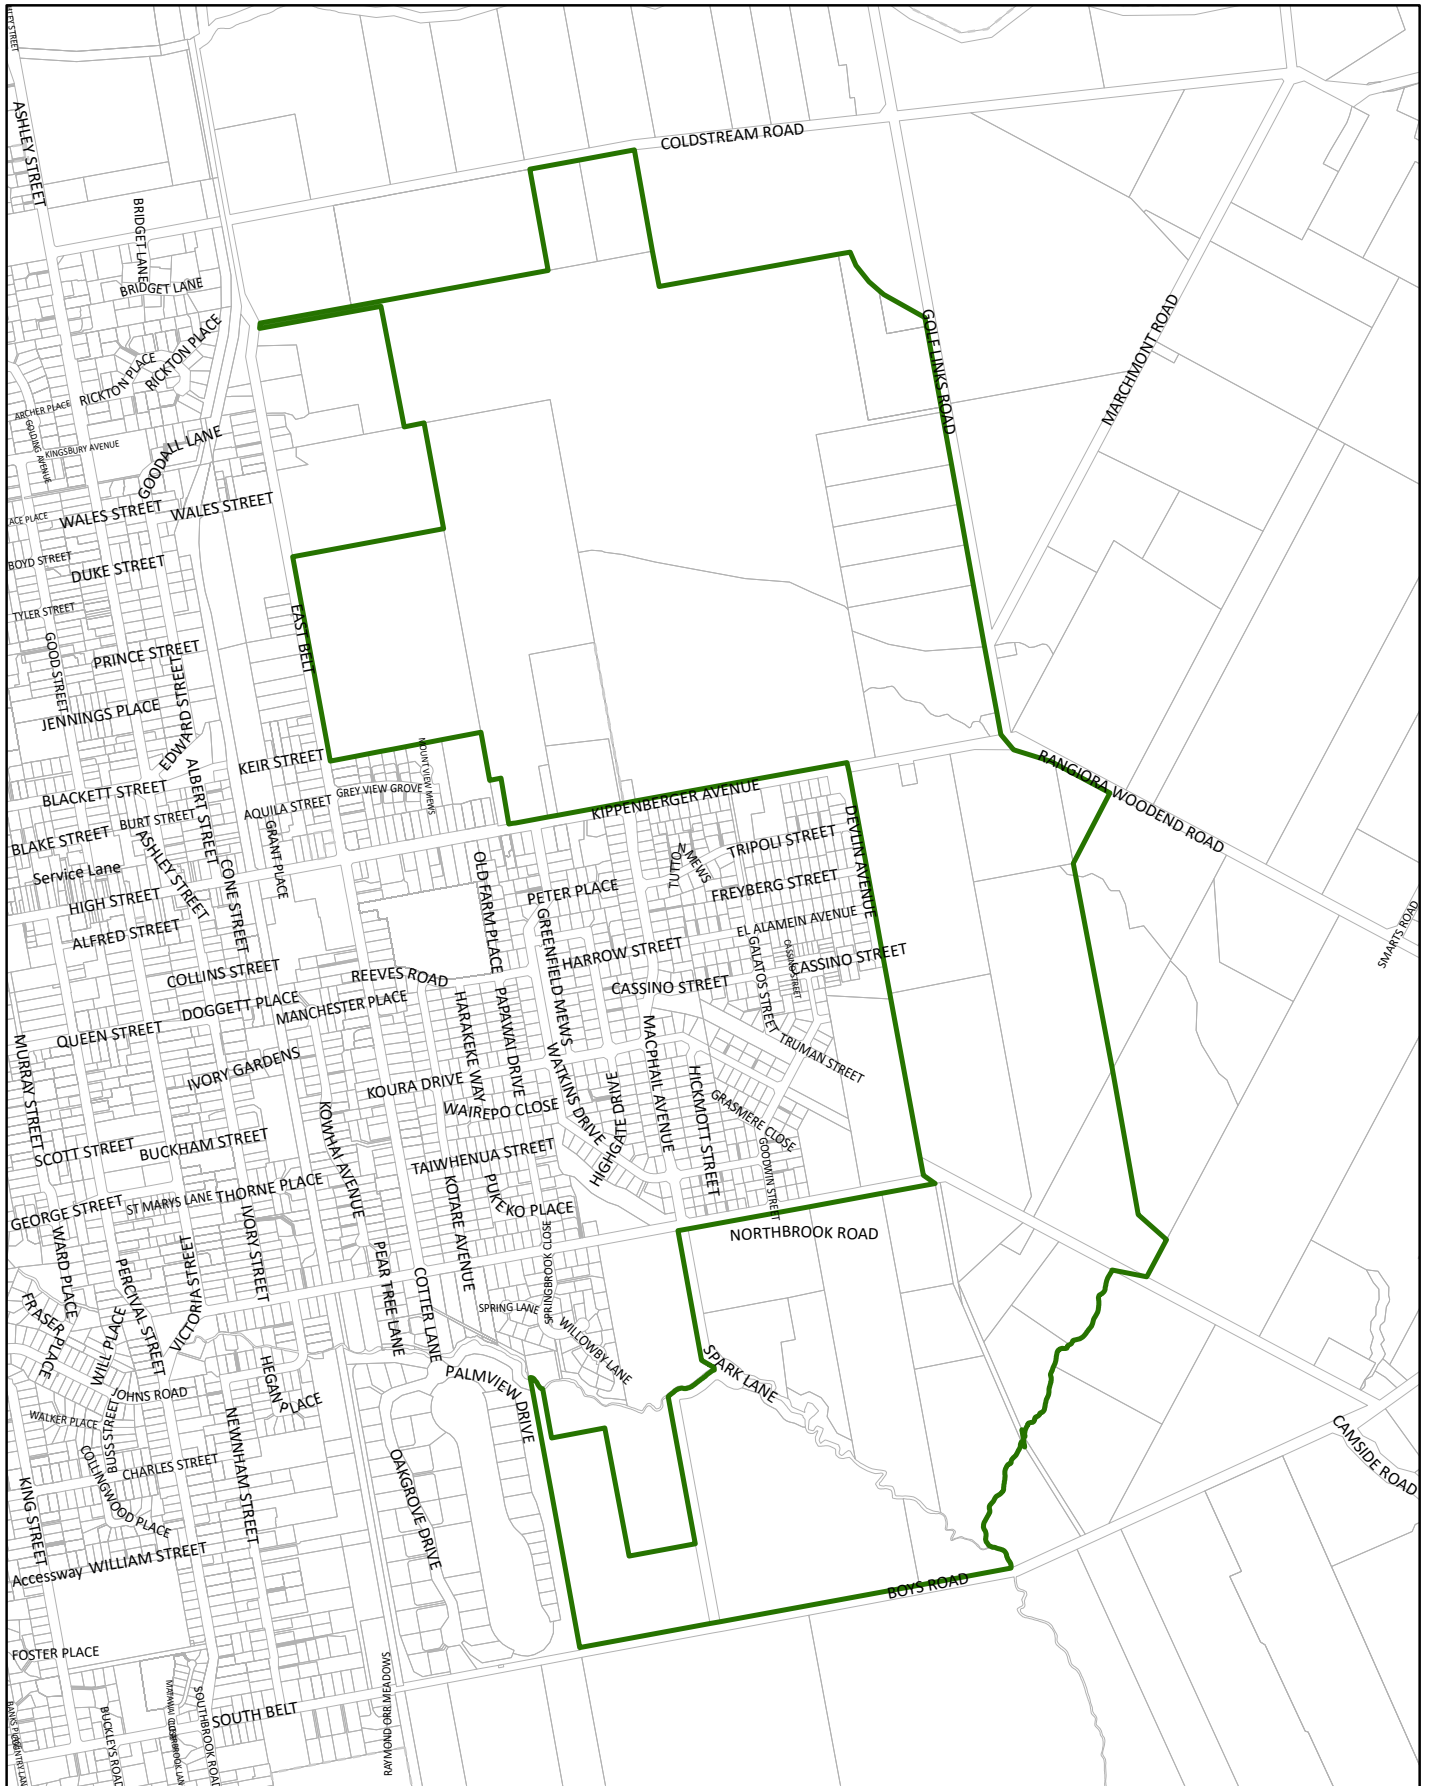 COLDSTREAM ROAD
ASHLEY STREET
BRIDGET LANE
BRIDGET LANE
RICKTON PLACE
RICKTON PLACE
ARCHER PLACE
GOLDING AVENUE
KINGSBURY AVENUE
GOODALL LANE
WALES STREET
WALES STREET
BOYD STREET
DUKE STREET
TYLER STREET
GOOD STREET
PRINCE STREET
EAST BELT
GOLF LINKS ROAD
MARCHMONT ROAD
JENNINGS PLACE
EDWARD STREET
ALBERT STREET
KEIR STREET
MOUNT VIEW MEWS
BLACKETT STREET
GREY VIEW GROVE
AQUILA STREET
BURT STREET
BLAKE STREET
KIPPENBERGER AVENUE
RANGIORA WOODEND ROAD
Service Lane
ASHLEY STREET
GRANT PLACE
CONE STREET
HIGH STREET
ALFRED STREET
OLD FARM PLACE
PETER PLACE
TUTTON MEWS
TRIPOLI STREET
FREYBERG STREET
DEVLIN AVENUE
EL ALAMEIN AVENUE
SMARTS ROAD
COLLINS STREET
REEVES ROAD
GREENFIELD MEWS
HARROW STREET
CASSINO STREET
CASSINO STREET
CASSINO STREET
GALATOS STREET
DOGGETT PLACE
MANCHESTER PLACE
HARAKEKE WAY
PAPAWAI DRIVE
QUEEN STREET
MURRAY STREET
IVORY GARDENS
KOURA DRIVE
WATKINS DRIVE
MACPHAIL AVENUE
TRUMAN STREET
HICKMOTT STREET
WAIREPO CLOSE
HIGHGATE DRIVE
GRASMERE CLOSE
KOWHAI AVENUE
SCOTT STREET
BUCKHAM STREET
TAIWHENUA STREET
GOODWIN STREET
GEORGE STREET
ST MARYS LANE
THORNE PLACE
KOTARE AVENUE
PUKEKO PLACE
NORTHBROOK ROAD
WARD PLACE
IVORY STREET
VICTORIA STREET
PERCIVAL STREET
PEAR TREE LANE
COTTER LANE
SPRINGBROOK CLOSE
SPRING LANE
WILLOWBY LANE
FRASER PLACE
WILL PLACE
JOHNS ROAD
HEGAN PLACE
PALMVIEW DRIVE
SPARK LANE
WALKER PLACE
BUSS STREET
NEWNHAM STREET
CHARLES STREET
COLLINGWOOD PLACE
KING STREET
OAKGROVE DRIVE
CAMSIDE ROAD
Accessway
WILLIAM STREET
BOYS ROAD
FOSTER PLACE
RAYMOND ORR MEADOWS
SOUTH BELT
SOUTHBROOK ROAD
BUCKLEYS ROAD